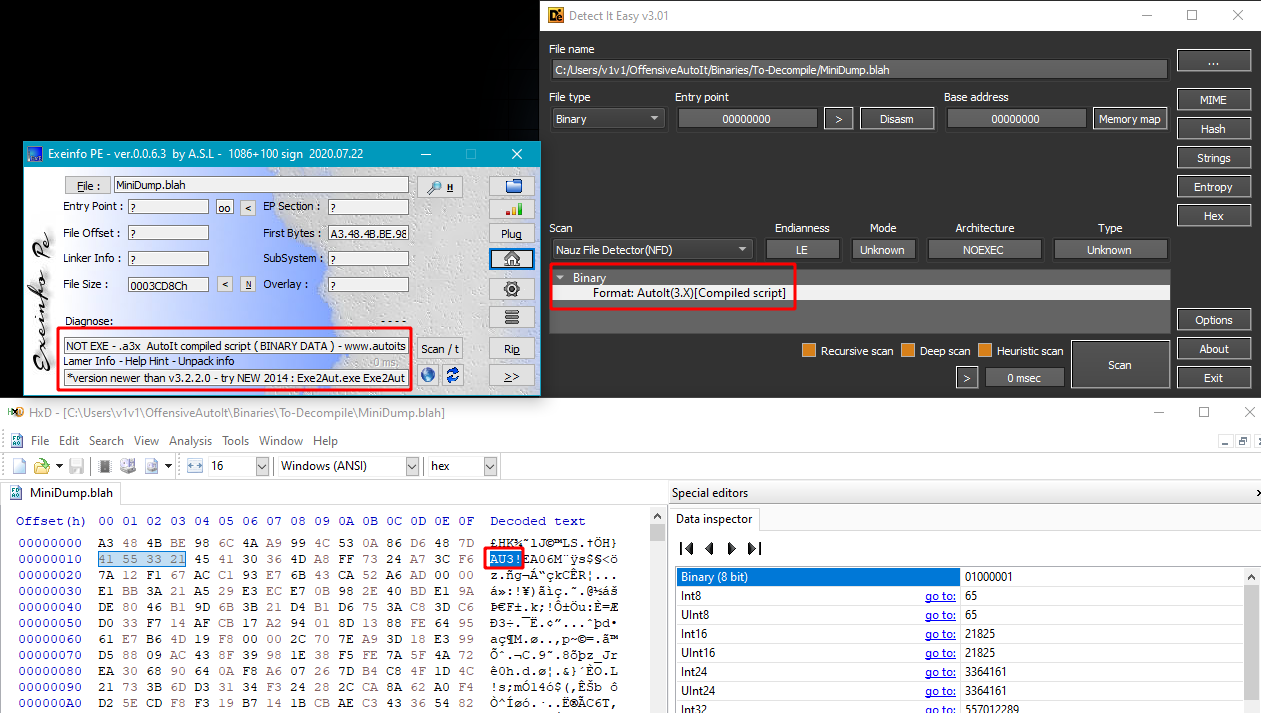 Detect It Easy v3.01
File name
...
C:/Users/v1v1/OffensiveAutoIt/Binaries/To-Decompile/MiniDump.blah
File type
Entry point
Base address
MIME
Binary
00000000
>
Disasm
00000000
Memory map
Hash
Strings
Entropy
Hex
Scan
Endianness
Mode
Architecture
Type
Nauz File Detector(NFD)
LE
Unknown
NOEXEC
Unknown
Binary
Format: AutoIt(3.X)[Compiled script]
Options
Recursive scan
Deep scan
Heuristic scan
Scan
About
>
0 msec
Exit
Exeinfo PE - ver.0.0.6.3 by A.S.L - 1086+100 sign 2020.07.22
Exeinfo Pe
File :
MiniDump.blah
H
Entry Point :
?
oo
<
EP Section :
?
File Offset :
?
First Bytes :
A3.48.4B.BE.98
Plug
Linker Info :
?
SubSystem :
?
File Size :
0003CD8Ch
<
N
Overlay :
?
Diagnose:
----
NOT EXE - .a3x AutoIt compiled script ( BINARY DATA ) - www.autoits
Scan / t
Rip
Lamer Info - Help Hint - Unpack info
0 ms.
*version newer than v3.2.2.0 - try NEW 2014 : Exe2Aut.exe Exe2Aut
>>
HxD - [C:\Users\v1v1\OffensiveAutoIt\Binaries\To-Decompile\MiniDump.blah]
File Edit Search View Analysis Tools Window Help
16
Windows (ANSI)
hex
MiniDump.blah
Offset(h) 00 01 02 03 04 05 06 07 08 09 0A 0B 0C 0D 0E 0F Decoded text
00000000 A3 48 4B BE 98 6C 4A A9 99 4C 53 0A 86 D6 48 7D £HK¾˜lJ©™LS.†ÖH}
00000010 41 55 33 21 45 41 30 36 4D A8 FF 73 24 A7 3C F6 AU3!EA06M¨ÿs$§<ö
00000020 7A 12 F1 67 AC C1 93 E7 6B 43 CA 52 A6 AD 00 00 z.ñg¬Á“çkCÊR¦...
00000030 E1 BB 3A 21 A5 29 E3 EC E7 0B 98 2E 40 BD E1 9A á»:!¥)ãìç.˜.@½áš
00000040 DE 80 46 B1 9D 6B 3B 21 D4 B1 D6 75 3A C8 3D C6 Þ€F±.k;!Ô±Öu:È=Æ
00000050 D0 33 F7 14 AF CB 17 A2 94 01 8D 13 88 FE 64 95 Ð3÷.¯Ë.¢”...ˆþd•
00000060 61 E7 B6 4D 19 F8 00 00 2C 70 7E A9 3D 18 E3 99 aç¶M.ø..,p~©=.ã™
00000070 D5 88 09 AC 43 8F 39 98 1E 38 F5 FE 7A 5F 4A 72 Õˆ.¬C.9˜.8õþz_Jr
00000080 EA 30 68 90 64 0A F8 A6 07 26 7D B4 C8 4F 1D 4C ê0h.d.ø¦.&}´ÈO.L
00000090 21 73 3B 6D D3 31 34 F3 24 28 2C CA 8A 62 A0 F4 !s;mÓ14ó$(,ÊŠb ô
000000A0 D2 5E CD F8 F3 19 B7 14 1B CB AE C3 43 36 54 82 Ò^Íøó.·..Ë®ÃC6T‚
Special editors
Data inspector
Binary (8 bit) 01000001
Int8 go to: 65
UInt8 go to: 65
Int16 go to: 21825
UInt16 go to: 21825
Int24 go to: 3364161
UInt24 go to: 3364161
Int32 go to: 557012289